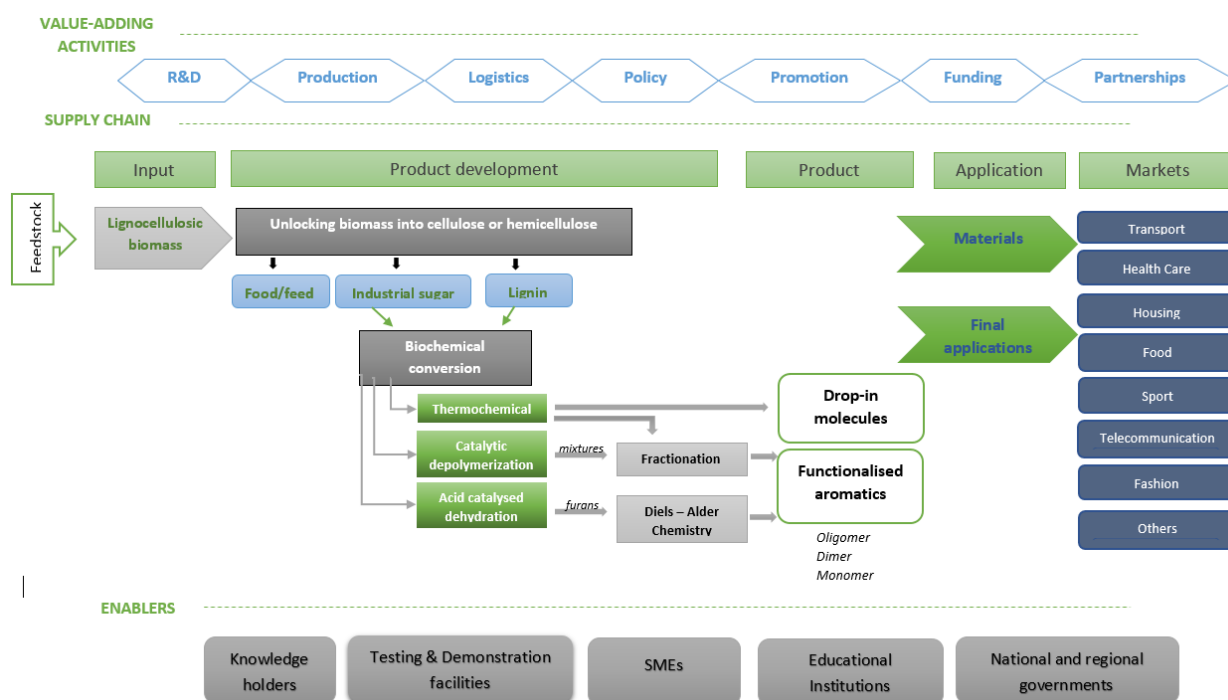 VALUE-ADDING
ACTIVITIES
R&D
Production
Logistics
Policy
Promotion
Funding
Partnerships
SUPPLY CHAIN
Input
Product development
Product
Application
Markets
Feedstock
Lignocellulosic
biomass
Unlocking biomass into cellulose or hemicellulose
Food/feed
Industrial sugar
Lignin
Biochemical
conversion
Thermochemical
Catalytic
depolymerization
mixtures
Fractionation
Acid catalysed
dehydration
furans
Diels – Alder
Chemistry
Drop-in
molecules
Functionalised
aromatics
Oligomer
Dimer
Monomer
Materials
Final
applications
Transport
Health Care
Housing
Food
Sport
Telecommunication
Fashion
Others
ENABLERS
Knowledge
holders
Testing & Demonstration
facilities
SMEs
Educational
Institutions
National and regional
governments